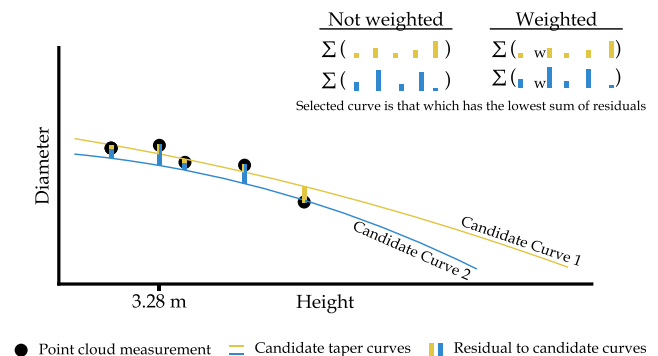 Not weighted Weighted
Σ ( ) Σ ( w )
Σ ( ) Σ ( w )
Selected curve is that which has the lowest sum of residuals
Diameter
Candidate Curve 1
Candidate Curve 2
3.28 m Height
Point cloud measurement Candidate taper curves Residual to candidate curves